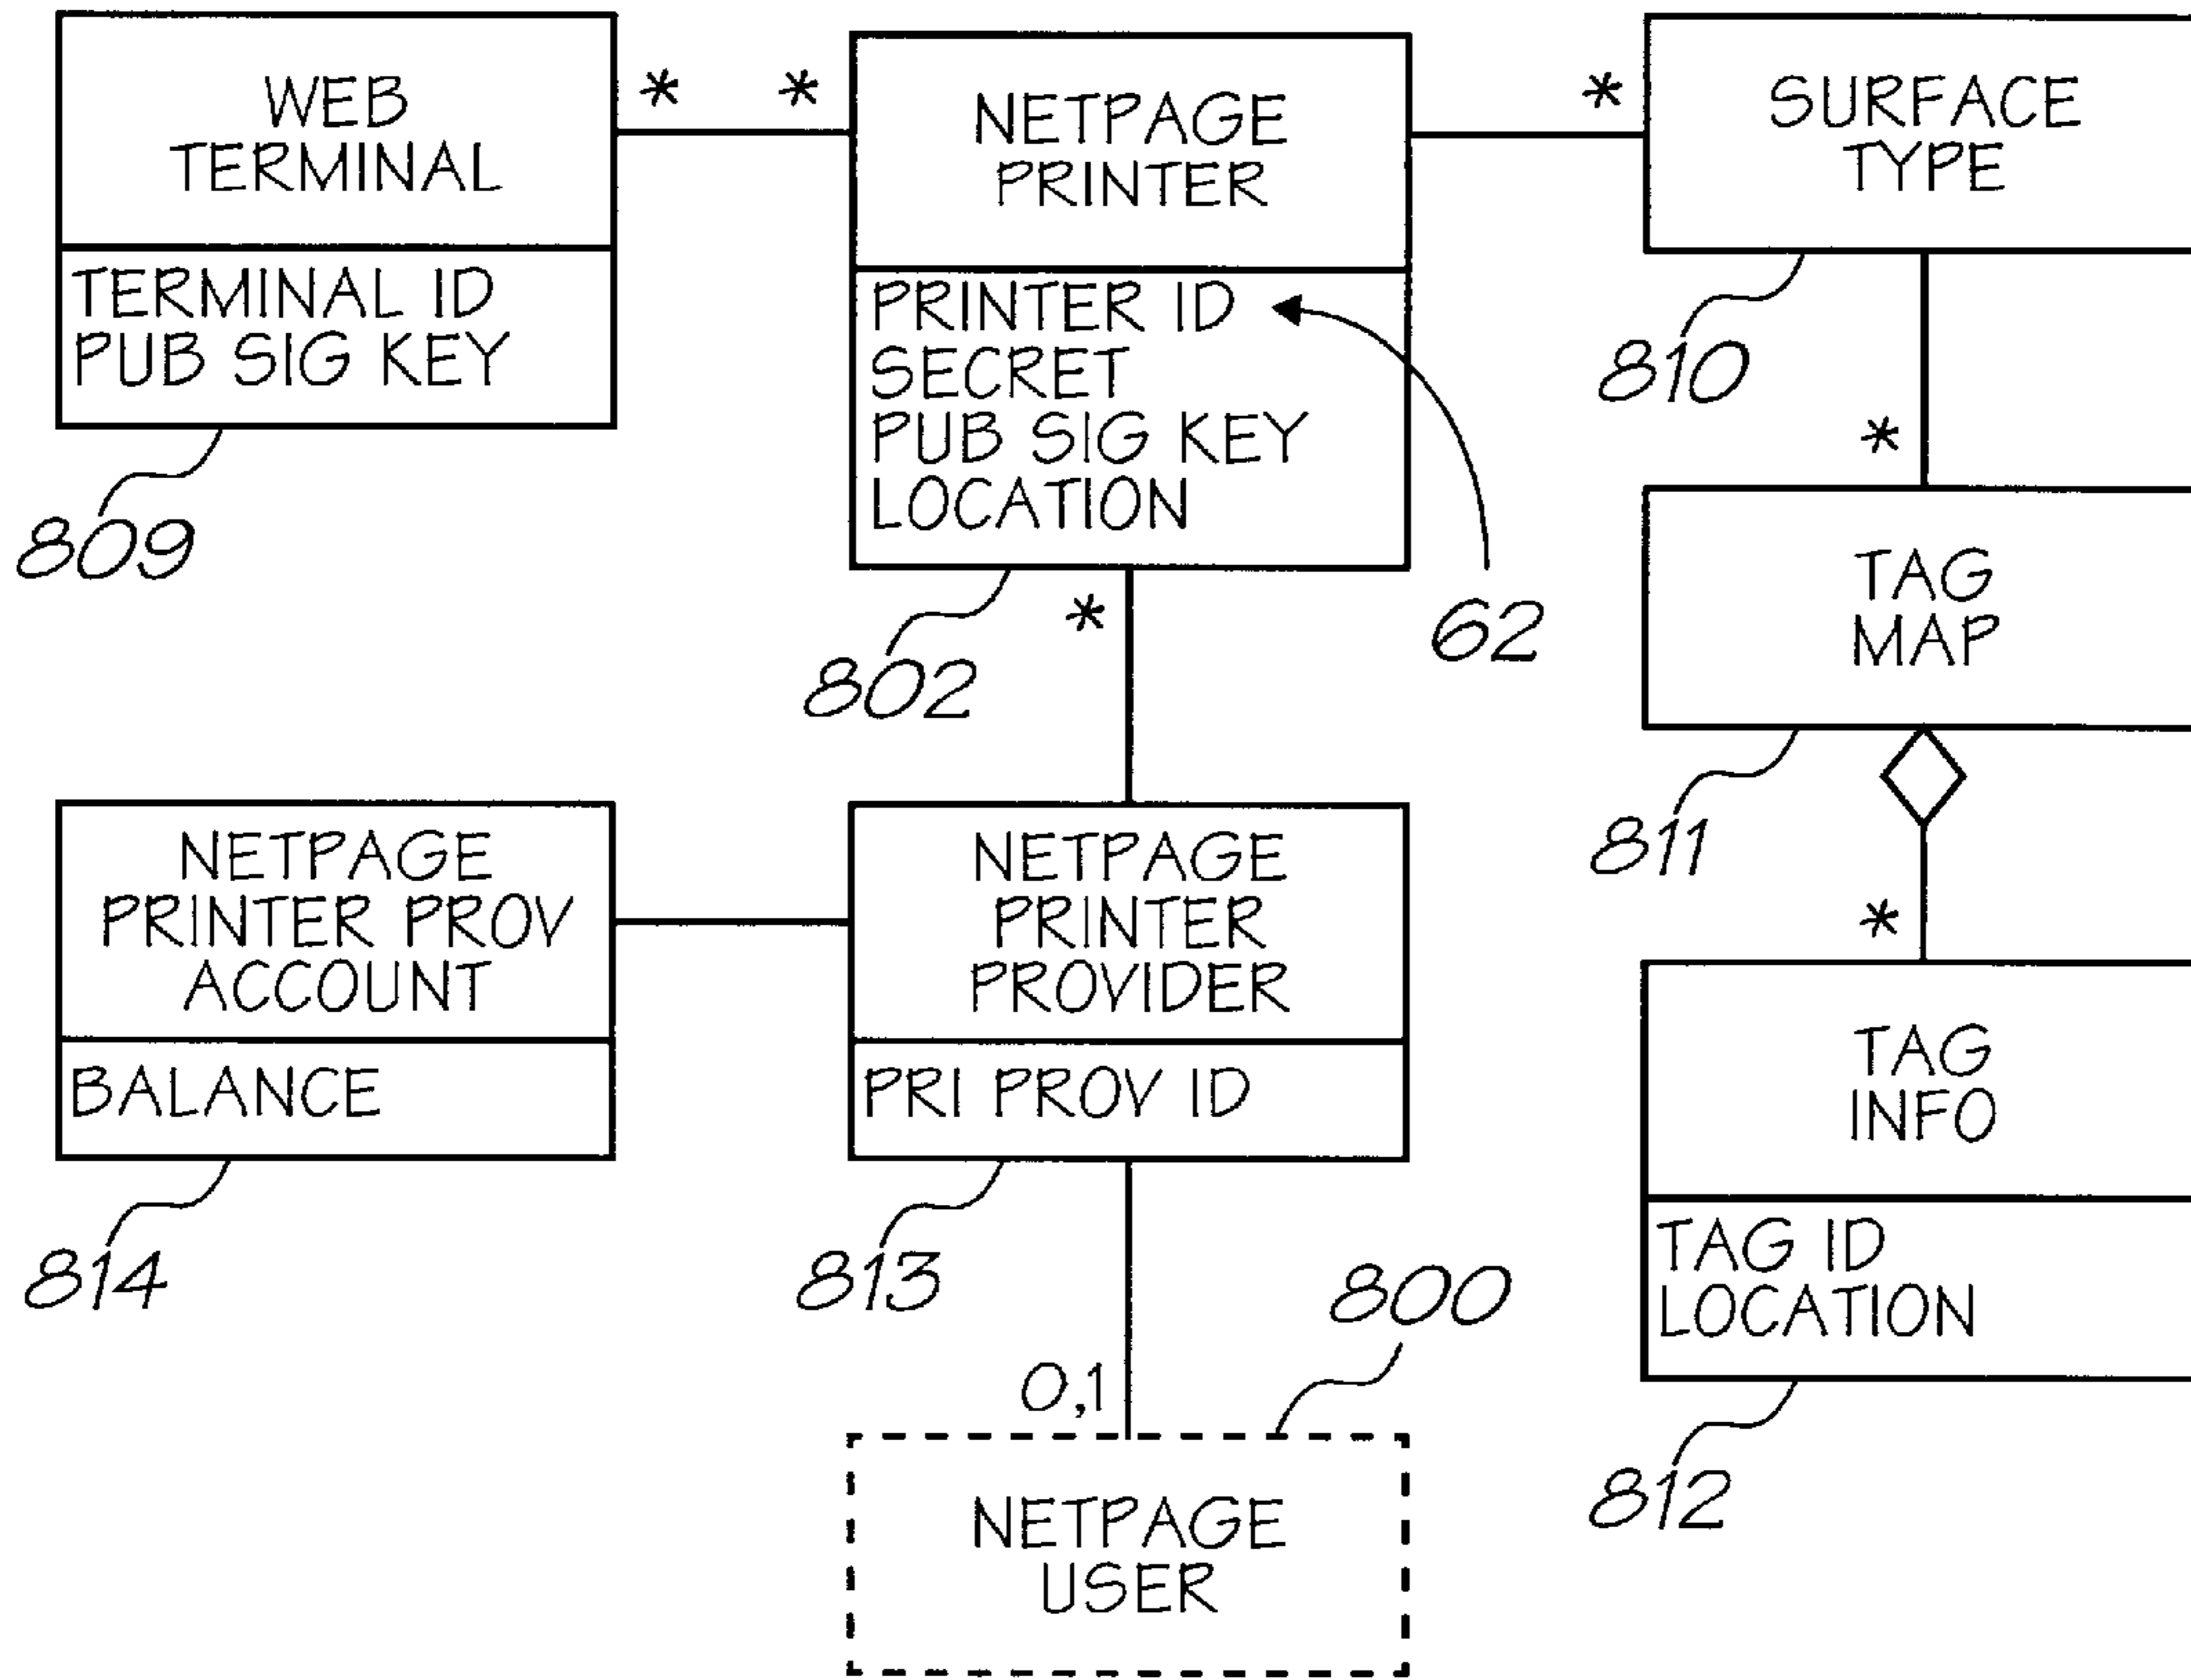 WEB
TERMINAL
TERMINAL ID
PUB SIG KEY
809
*
*
NETPAGE
PRINTER
PRINTER ID
SECRET
PUB SIG KEY
LOCATION
62
802
*
*
SURFACE
TYPE
810
*
TAG
MAP
811
*
TAG
INFO
TAG ID
LOCATION
812
NETPAGE
PRINTER PROV
ACCOUNT
BALANCE
814
NETPAGE
PRINTER
PROVIDER
PRI PROV ID
813
0,1
800
NETPAGE
USER